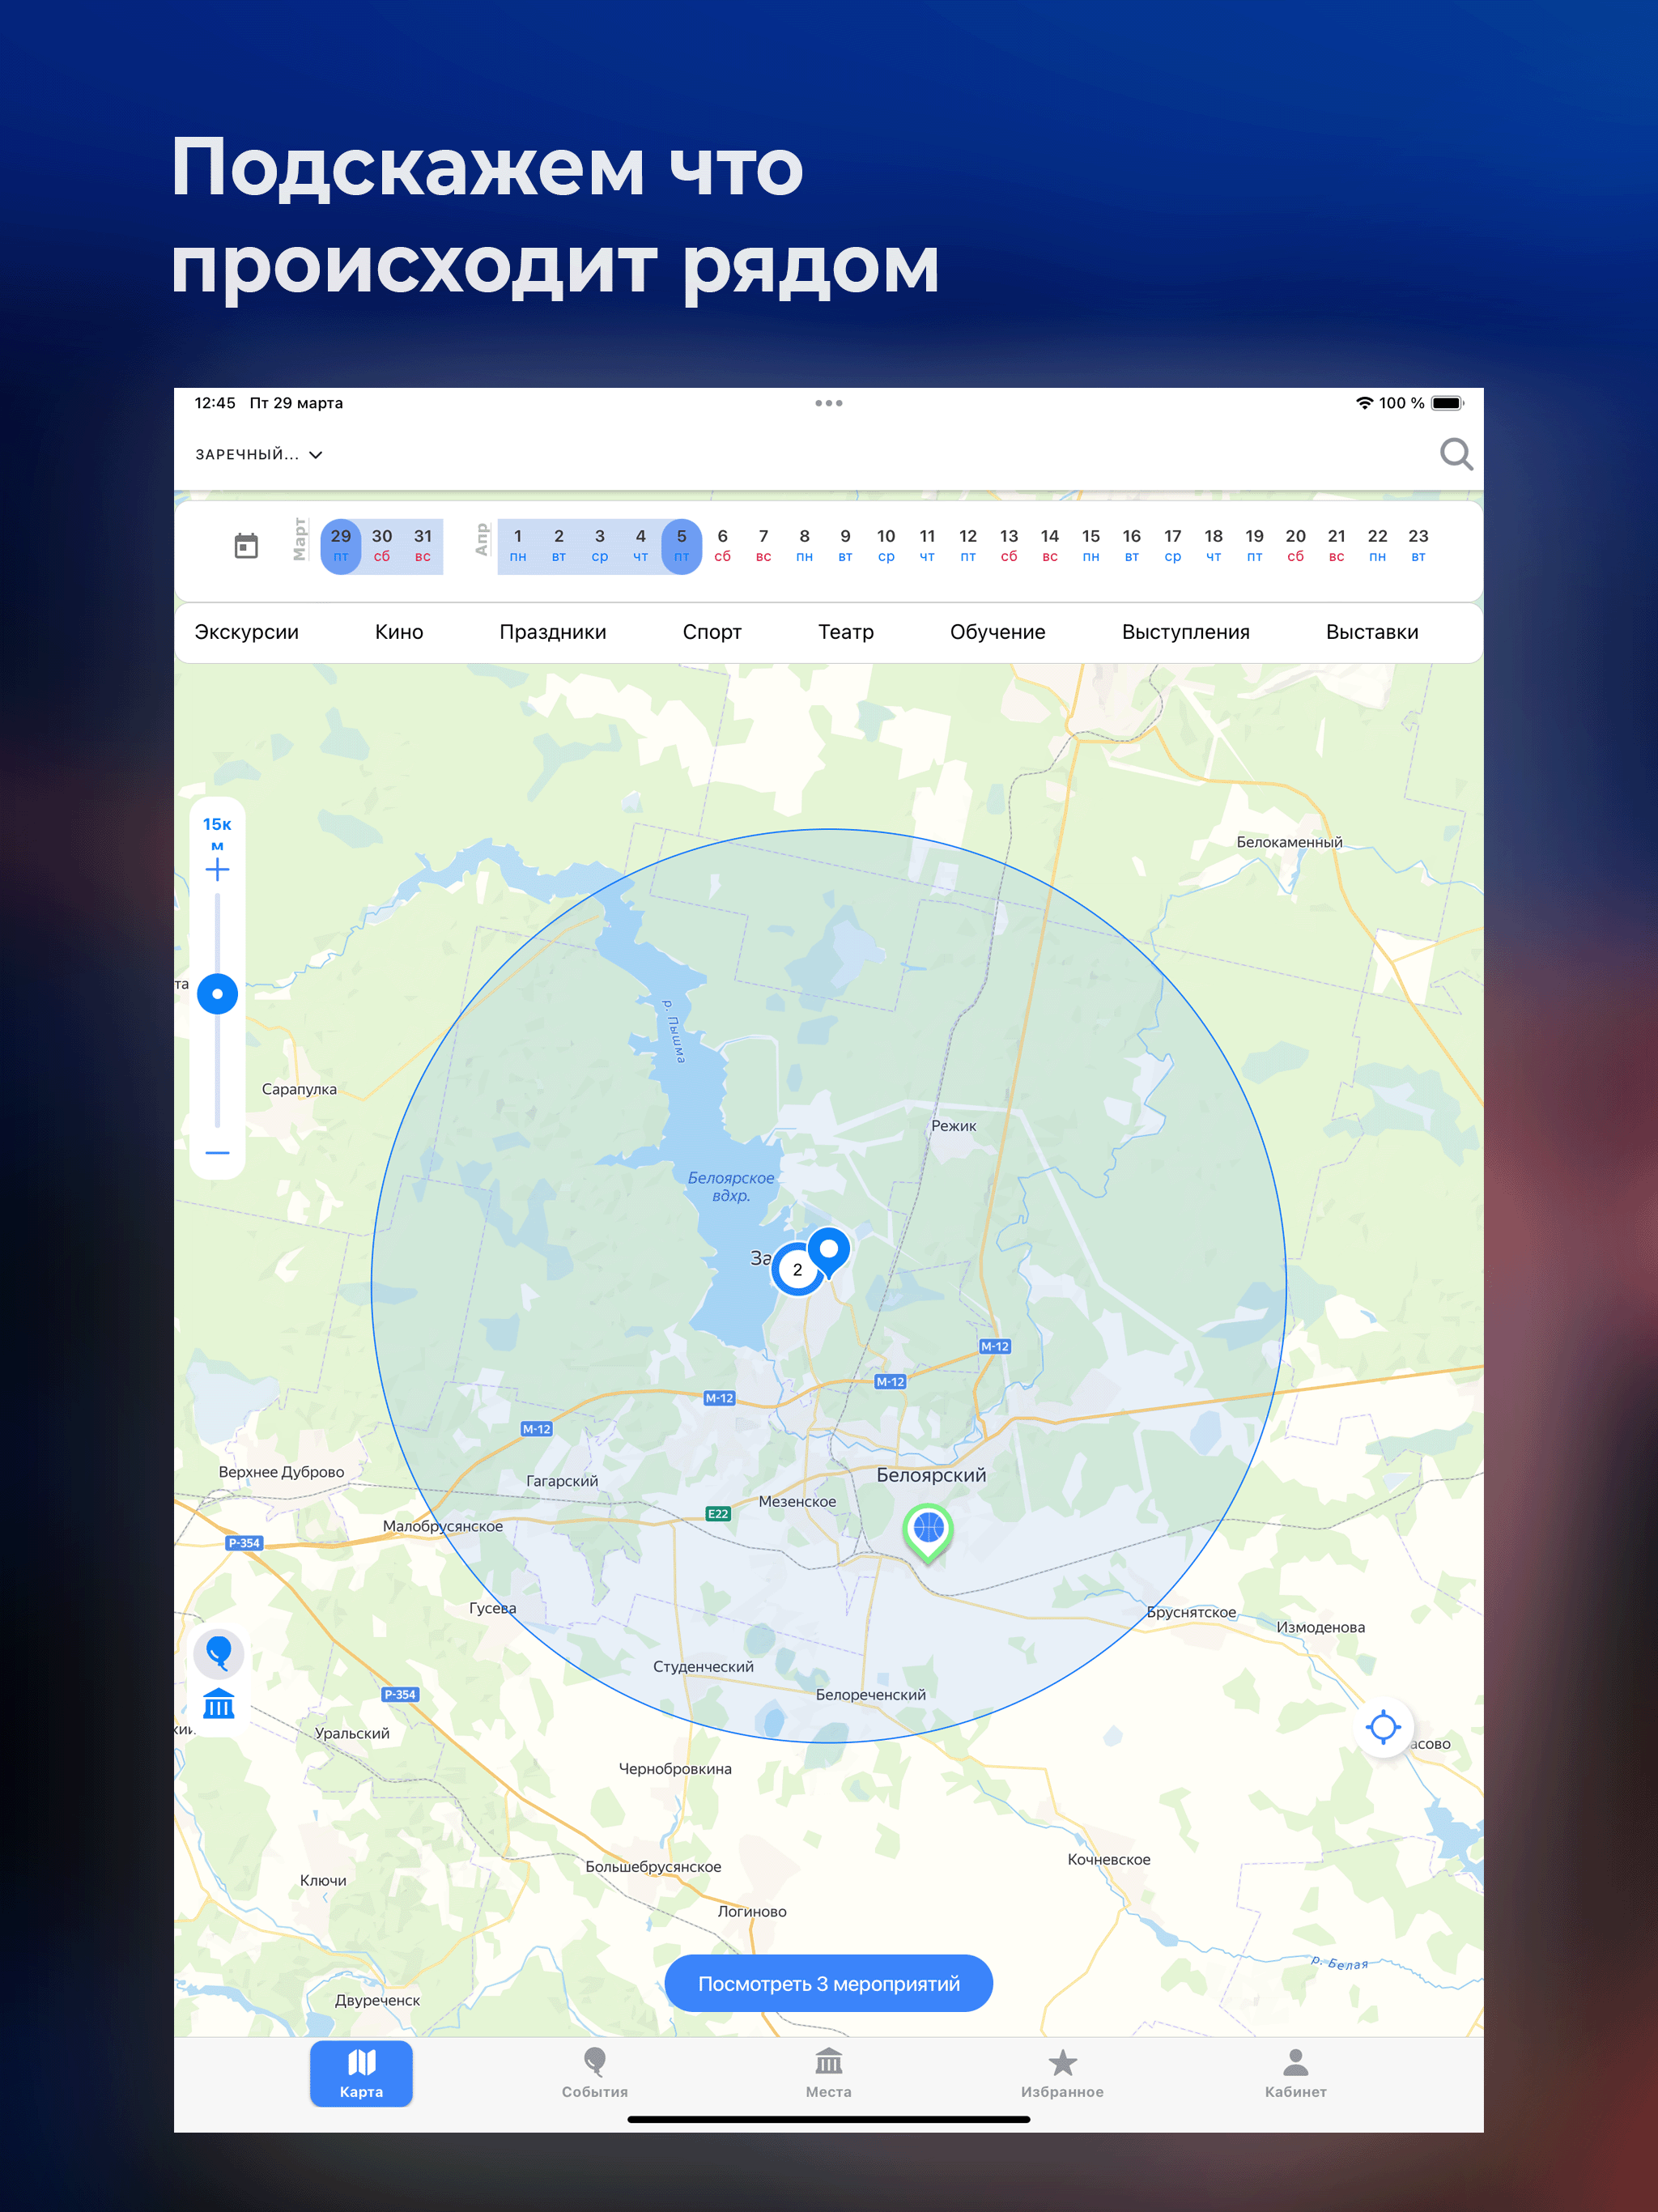 Подскажем что
происходит рядом
12:45 Пт 29 марта
100 %
ЗАРЕЧНЫЙ...
Март
29 30 31
пт сб вс
Апр
1 2 3 4 5 6 7 8 9 10 11 12 13 14 15 16 17 18 19 20 21 22 23
пн вт ср чт пт сб вс пн вт ср чт пт сб вс пн вт ср чт пт сб вс пн вт
Экскурсии Кино Праздники Спорт Театр Обучение Выступления Выставки
15к
м
Белокаменный
та
р. Пышма
Сарапулка
Режик
Белоярское
вдхр.
За
2
М-12
М-12
М-12
М-12
Верхнее Дуброво
Гагарский
Белоярский
Мезенское
Е22
Малобрусянское
Р-354
Гусева
Бруснятское
Измоденова
Студенческий
Р-354
Белореченский
кий
Уральский
асово
Чернобровкина
Кочневское
Большебрусянское
Ключи
Логиново
р. Белая
Посмотреть 3 мероприятий
Двуреченск
Карта События Места Избранное Кабинет